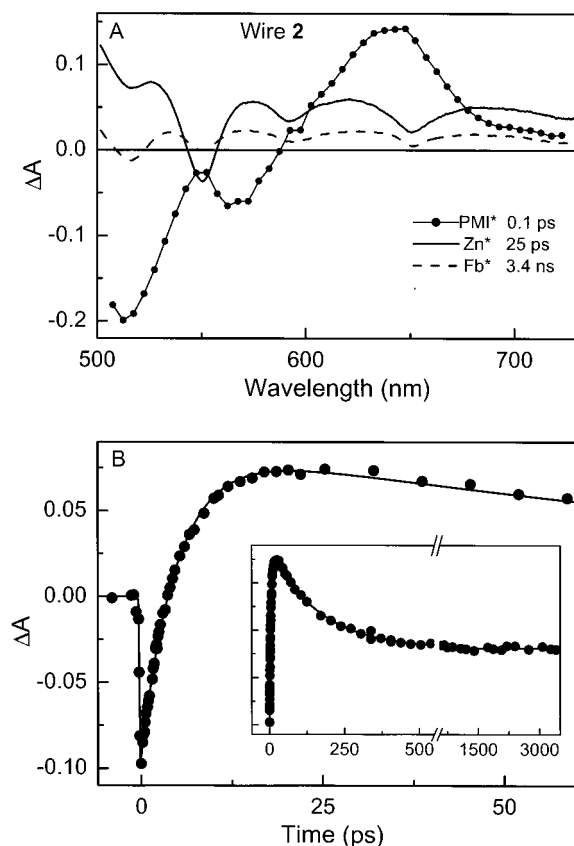 A
Wire 2
0.1
0.0
-0.1
-0.2
ΔA
PMI* 0.1 ps
Zn* 25 ps
Fb* 3.4 ns
500 600 700
Wavelength (nm)
B
0.05
0.00
-0.05
-0.10
ΔA
0 250 500 1500 3000
0 25 50
Time (ps)